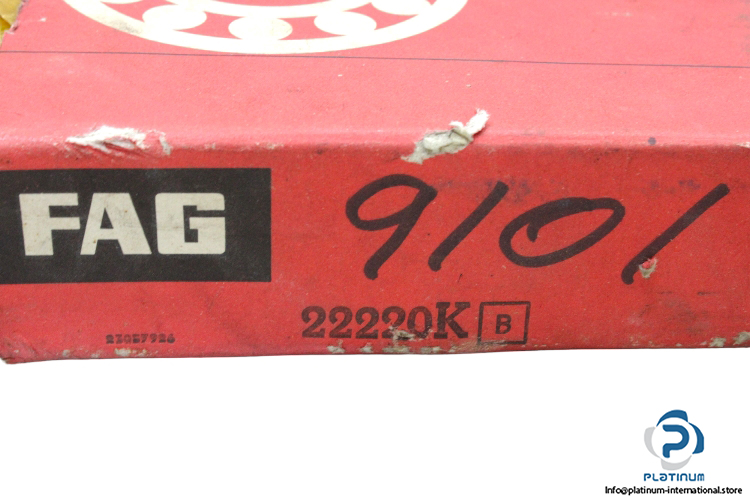 FAG
9101
22220K B
PLATINUM
Info@platinum-international.store